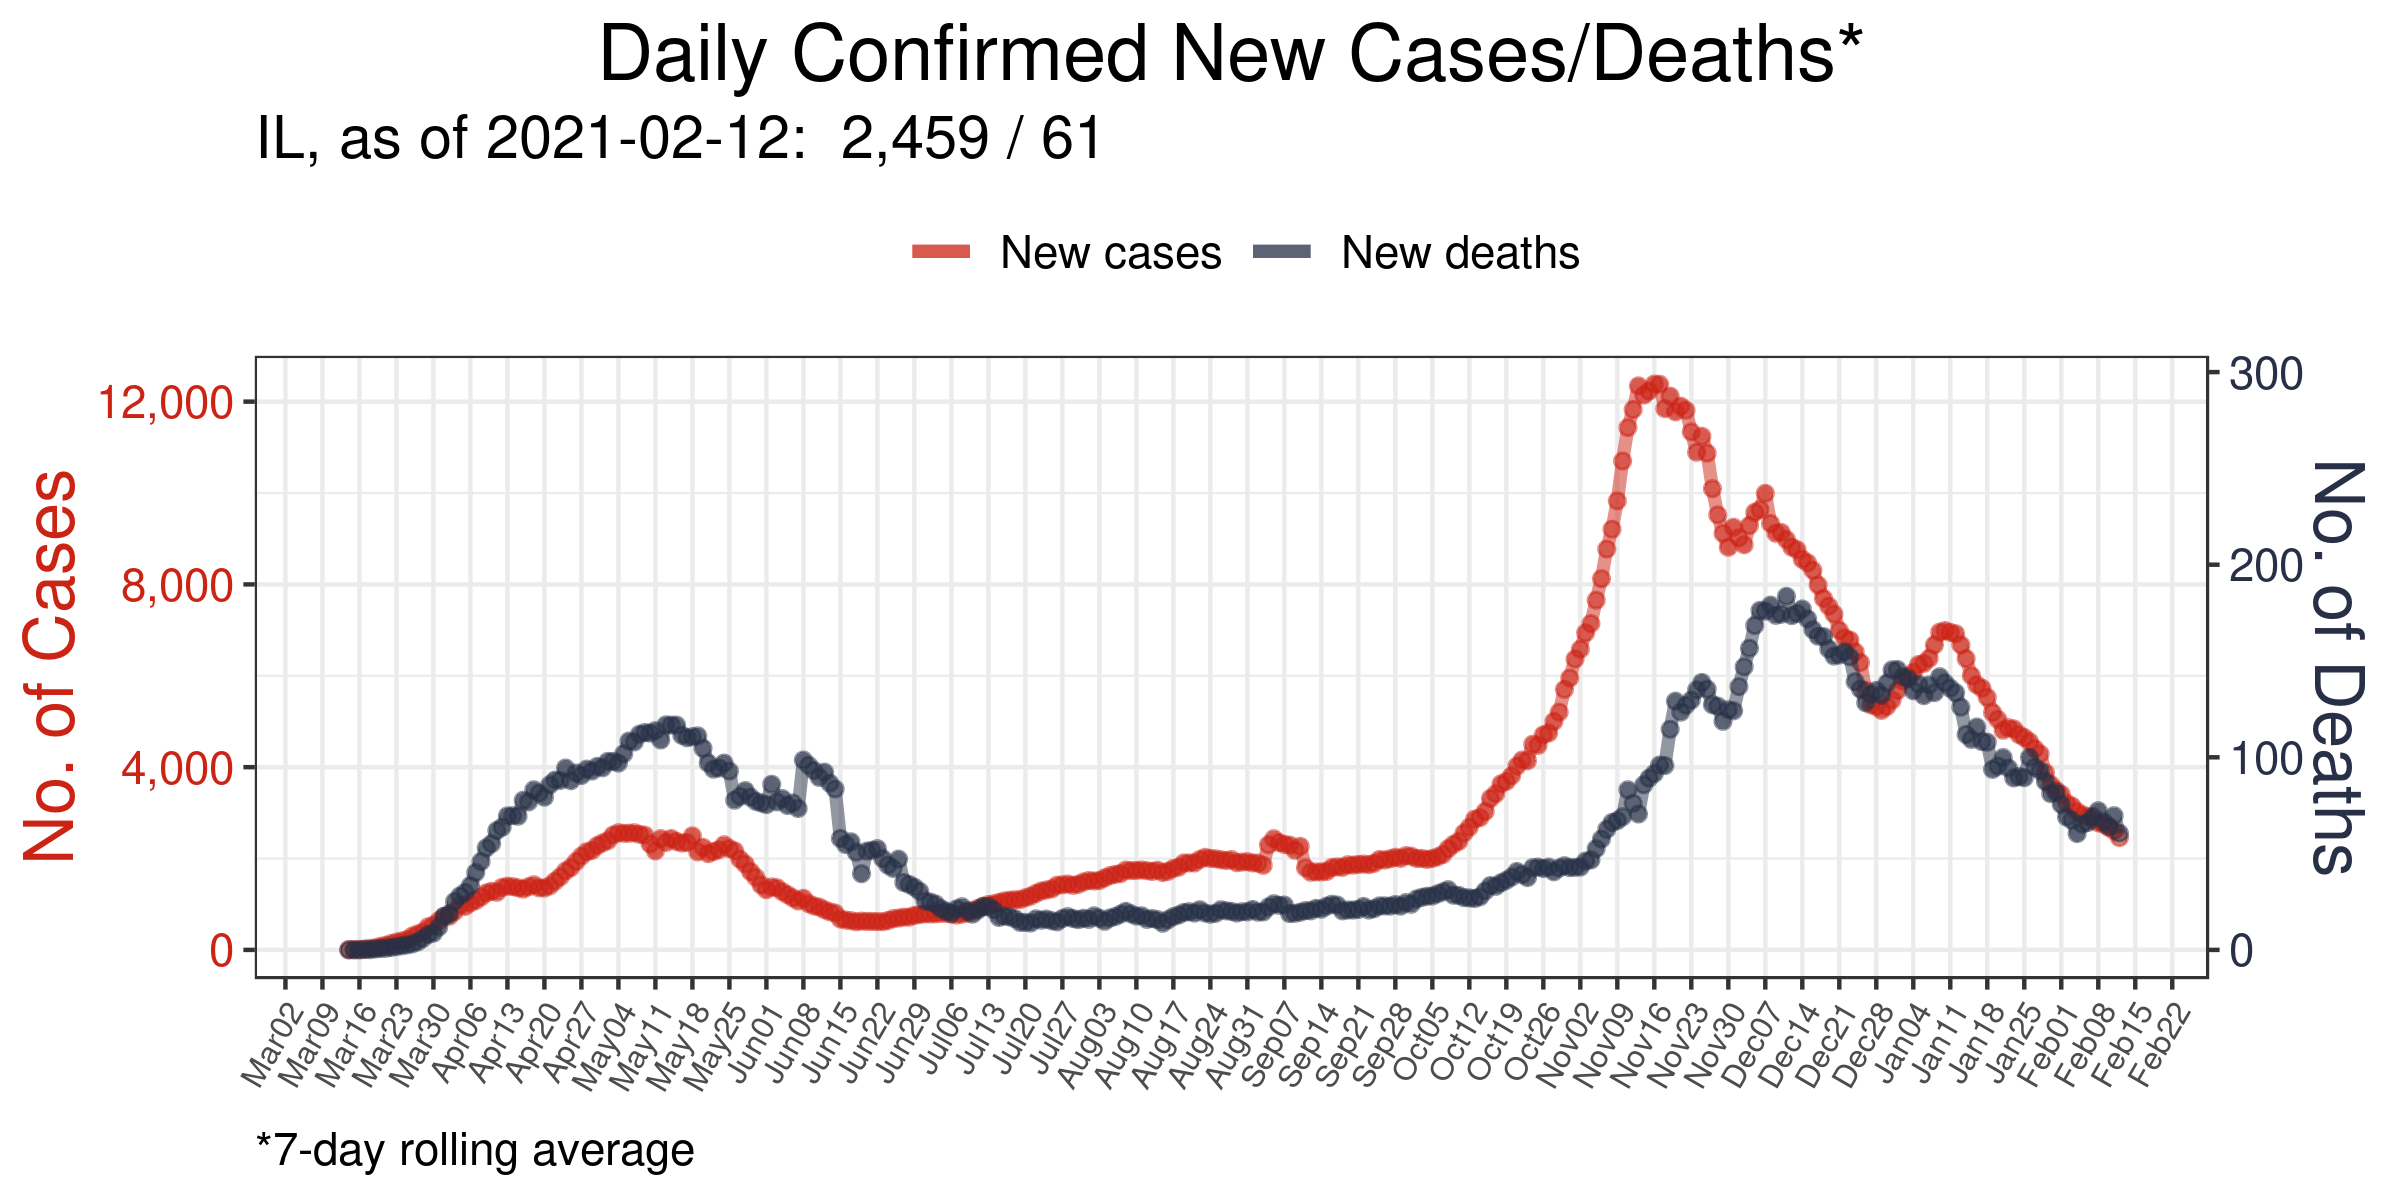 Daily Confirmed New Cases/Deaths*
IL, as of 2021-02-12:  2,459 / 61
New cases
New deaths
No. of Cases
12,000
8,000
4,000
0
300
200
100
0
No. of Deaths
Mar02
Mar09
Mar16
Mar23
Mar30
Apr06
Apr13
Apr20
Apr27
May04
May11
May18
May25
Jun01
Jun08
Jun15
Jun22
Jun29
Jul06
Jul13
Jul20
Jul27
Aug03
Aug10
Aug17
Aug24
Aug31
Sep07
Sep14
Sep21
Sep28
Oct05
Oct12
Oct19
Oct26
Nov02
Nov09
Nov16
Nov23
Nov30
Dec07
Dec14
Dec21
Dec28
Jan04
Jan11
Jan18
Jan25
Feb01
Feb08
Feb15
Feb22
*7-day rolling average